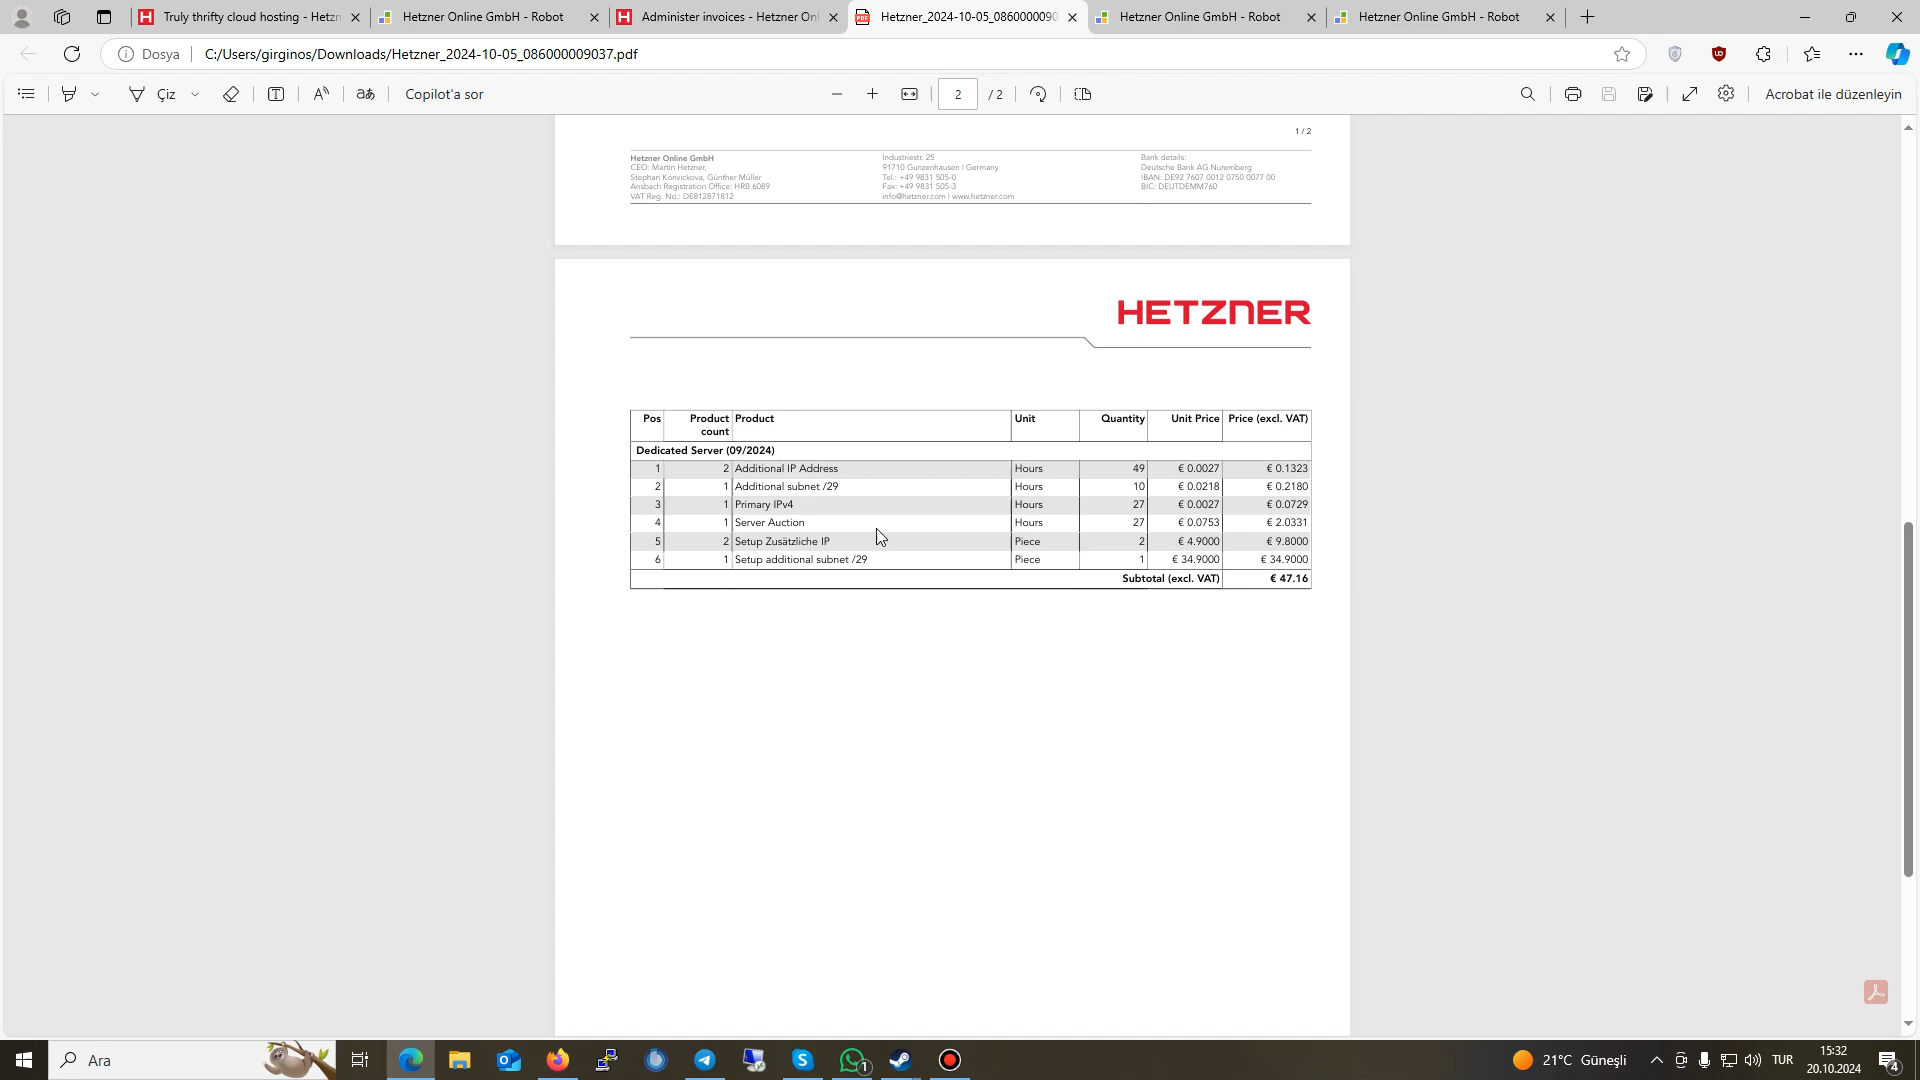 Truly thrifty cloud hosting - Hetzn
Hetzner Online GmbH - Robot
Administer invoices - Hetzner Onl
Hetzner_2024-10-05_0860000090
Hetzner Online GmbH - Robot
Hetzner Online GmbH - Robot
Dosya
C:/Users/girginos/Downloads/Hetzner_2024-10-05_086000009037.pdf
Çiz
Copilot'a sor
2 / 2
Acrobat ile düzenleyin
1 / 2
Hetzner Online GmbH
CEO: Martin Hetzner,
Stephan Konvickova, Günther Müller
Ansbach Registration Office: HRB 6089
VAT Reg. No.: DE812871812
Industriestr. 25
91710 Gunzenhausen | Germany
Tel.: +49 9831 505-0
Fax: +49 9831 505-3
info@hetzner.com | www.hetzner.com
Bank details:
Deutsche Bank AG Nuremberg
IBAN: DE92 7607 0012 0750 0077 00
BIC: DEUTDEMM760
HETZNER
Pos Product count Product Unit Quantity Unit Price Price (excl. VAT)
Dedicated Server (09/2024)
1 2 Additional IP Address Hours 49 € 0.0027 € 0.1323
2 1 Additional subnet /29 Hours 10 € 0.0218 € 0.2180
3 1 Primary IPv4 Hours 27 € 0.0027 € 0.0729
4 1 Server Auction Hours 27 € 0.0753 € 2.0331
5 2 Setup Zusätzliche IP Piece 2 € 4.9000 € 9.8000
6 1 Setup additional subnet /29 Piece 1 € 34.9000 € 34.9000
Subtotal (excl. VAT) € 47.16
Ara
1
21°C Güneşli
TUR
15:32
20.10.2024
4